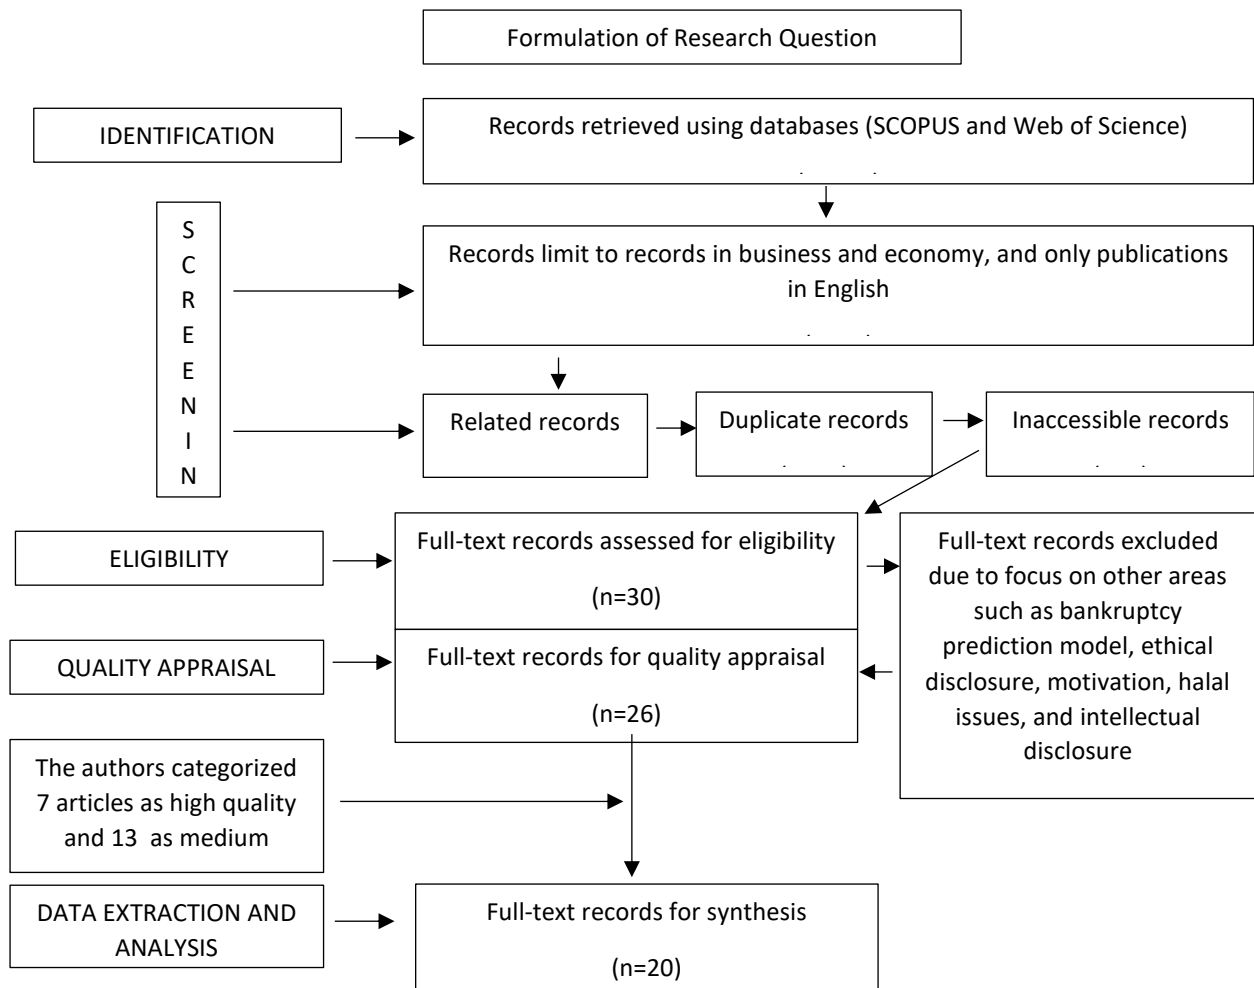 Formulation of Research Question
IDENTIFICATION
Records retrieved using databases (SCOPUS and Web of Science)
S
C
R
E
E
N
I
N
Records limit to records in business and economy, and only publications
in English
Related records
Duplicate records
Inaccessible records
ELIGIBILITY
Full-text records assessed for eligibility
(n=30)
Full-text records excluded
due to focus on other areas
such as bankruptcy
prediction model, ethical
disclosure, motivation, halal
issues, and intellectual
disclosure
QUALITY APPRAISAL
Full-text records for quality appraisal
(n=26)
The authors categorized
7 articles as high quality
and 13 as medium
DATA EXTRACTION AND
ANALYSIS
Full-text records for synthesis
(n=20)